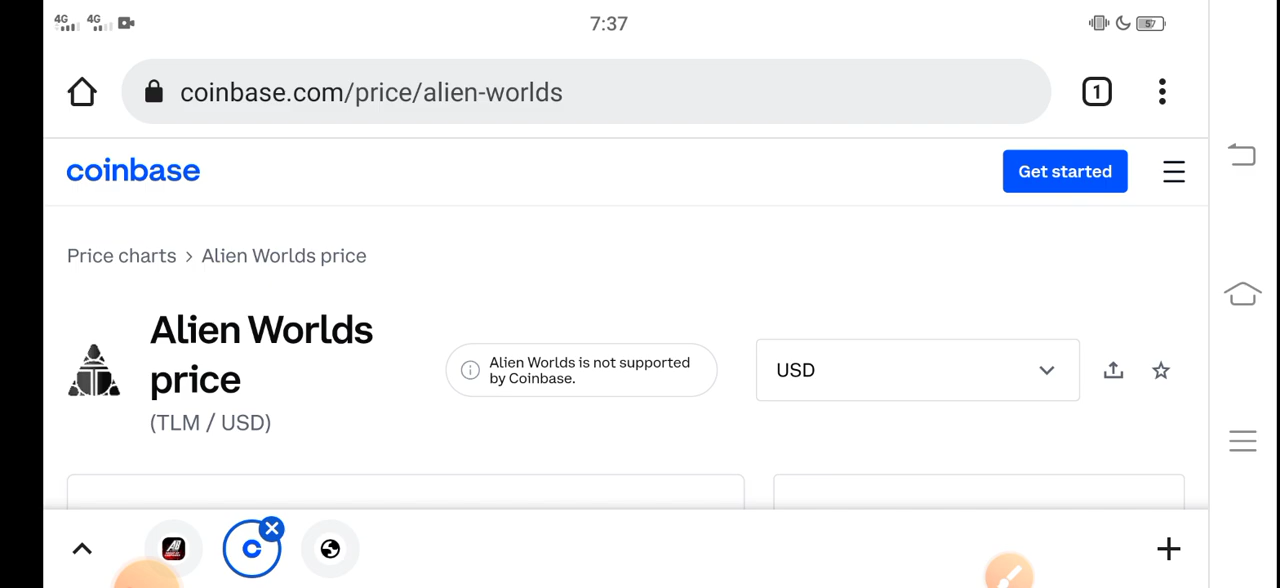 4G 4G 7:37 57
coinbase.com/price/alien-worlds 1
coinbase Get started
Price charts > Alien Worlds price
Alien Worlds
price
(TLM / USD)
Alien Worlds is not supported
by Coinbase.
USD